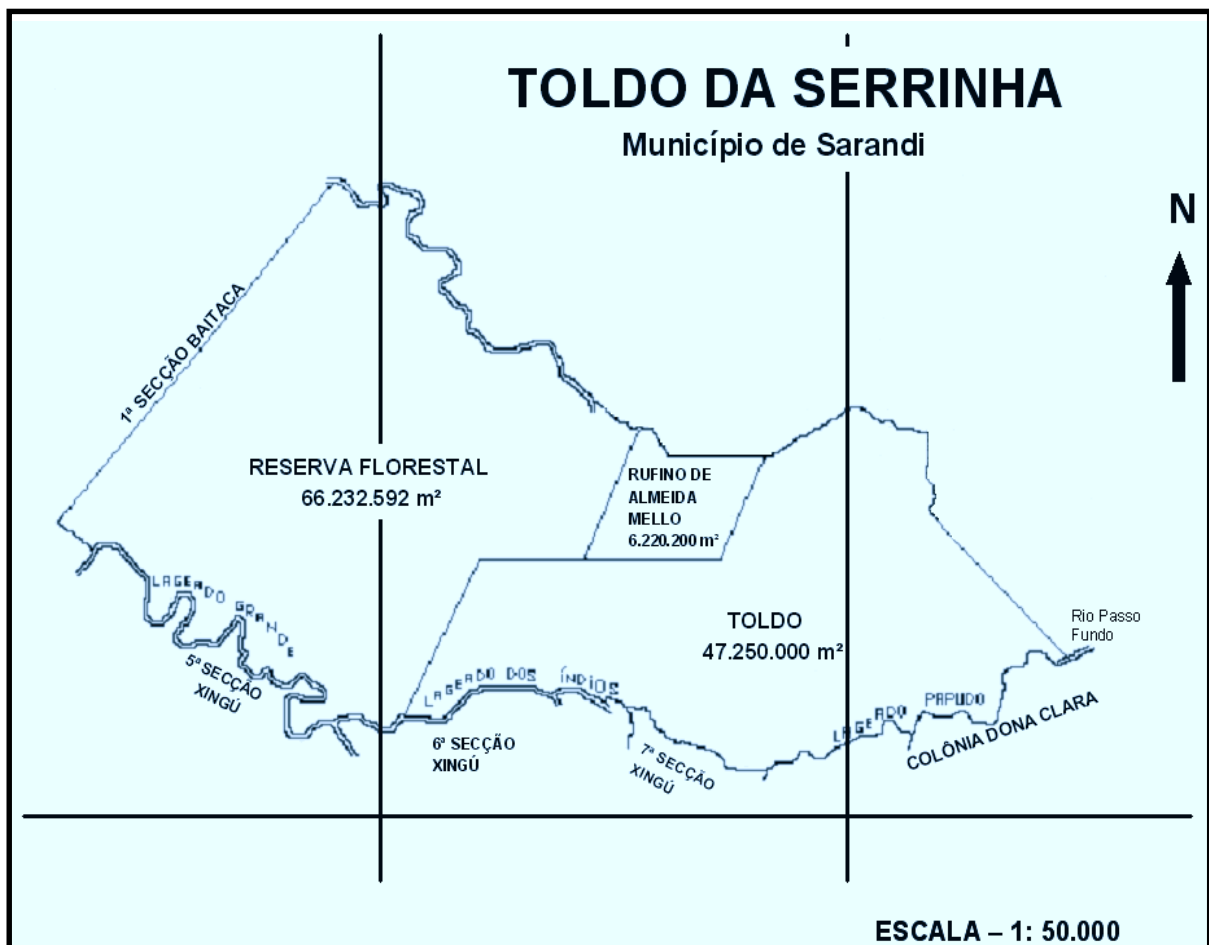 TOLDO DA SERRINHA
Município de Sarandi
N
1ª SECÇÃO BAITACA
RESERVA FLORESTAL
66.232.592 m²
RUFINO DE
ALMEIDA
MELLO
6.220.200 m²
LAGEADO GRANDE
5ª SECÇÃO
XINGÚ
TOLDO
47.250.000 m²
Rio Passo
Fundo
LAGEADO DOS ÍNDIOS
6ª SECÇÃO
XINGÚ
7ª SECÇÃO
XINGÚ
LAGEADO PAPUDO
COLÔNIA DONA CLARA
ESCALA – 1: 50.000